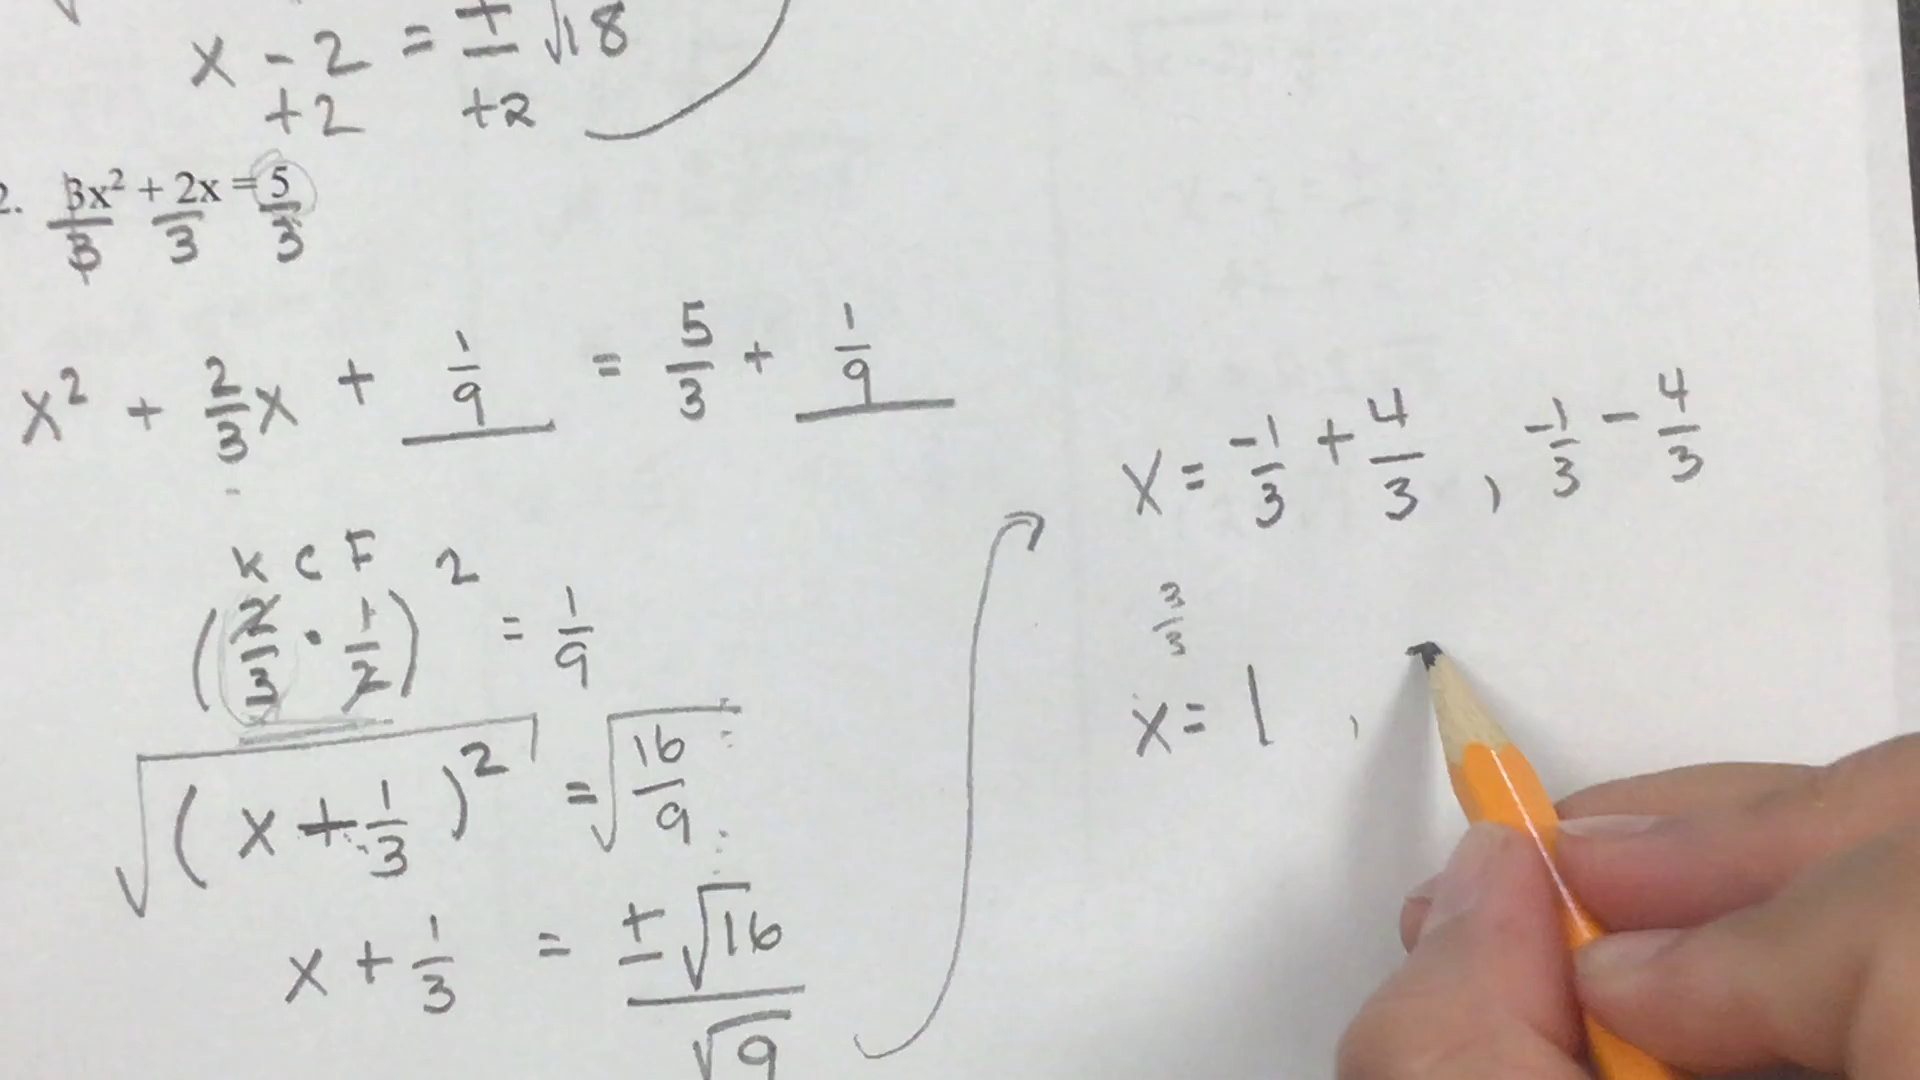 x - 2 = ± √18
+2 +2
2. 3x² + 2x = 5
3 3 3
x² + 2/3 x + 1/9 = 5/3 + 1/9
K C F
(2/3 · 1/2)² = 1/9
√(x + 1/3)² = √16/9
x + 1/3 = ± √16/√9
x = -1/3 + 4/3 , -1/3 - 4/3
3/3
x = 1 ,